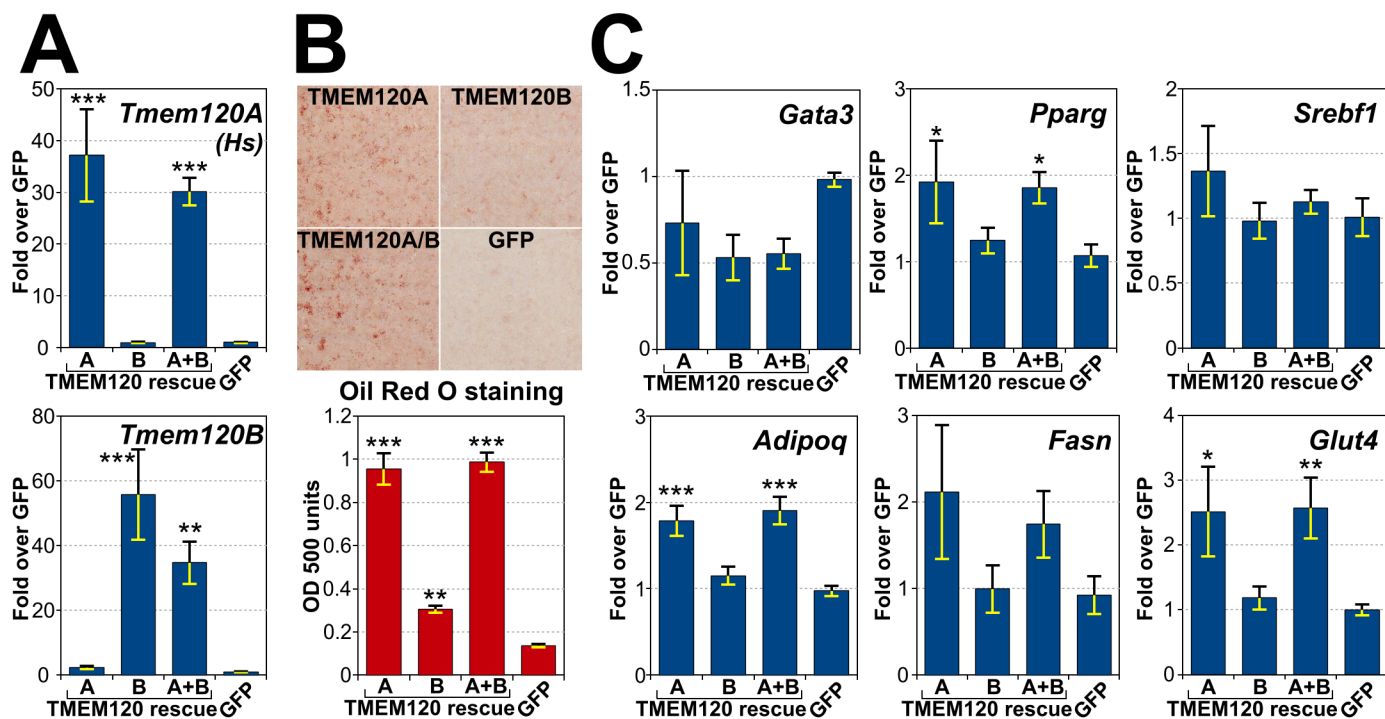 A
Tmem120A
(Hs)
***
***
Fold over GFP
50
40
30
20
10
0
A B A+B GFP
TMEM120 rescue
Tmem120B
***
**
Fold over GFP
80
60
40
20
0
A B A+B GFP
TMEM120 rescue
B
TMEM120A TMEM120B
TMEM120A/B GFP
Oil Red O staining
***
**
***
OD 500 units
1.2
1
0.8
0.6
0.4
0.2
0
A B A+B GFP
TMEM120 rescue
C
Gata3
Fold over GFP
1.5
1
0.5
0
A B A+B GFP
TMEM120 rescue
Pparg
*
*
Fold over GFP
3
2
1
0
A B A+B GFP
TMEM120 rescue
Srebf1
Fold over GFP
2
1.5
1
0.5
0
A B A+B GFP
TMEM120 rescue
Adipoq
***
***
Fold over GFP
3
2
1
0
A B A+B GFP
TMEM120 rescue
Fasn
Fold over GFP
3
2
1
0
A B A+B GFP
TMEM120 rescue
Glut4
*
**
Fold over GFP
4
3
2
1
0
A B A+B GFP
TMEM120 rescue